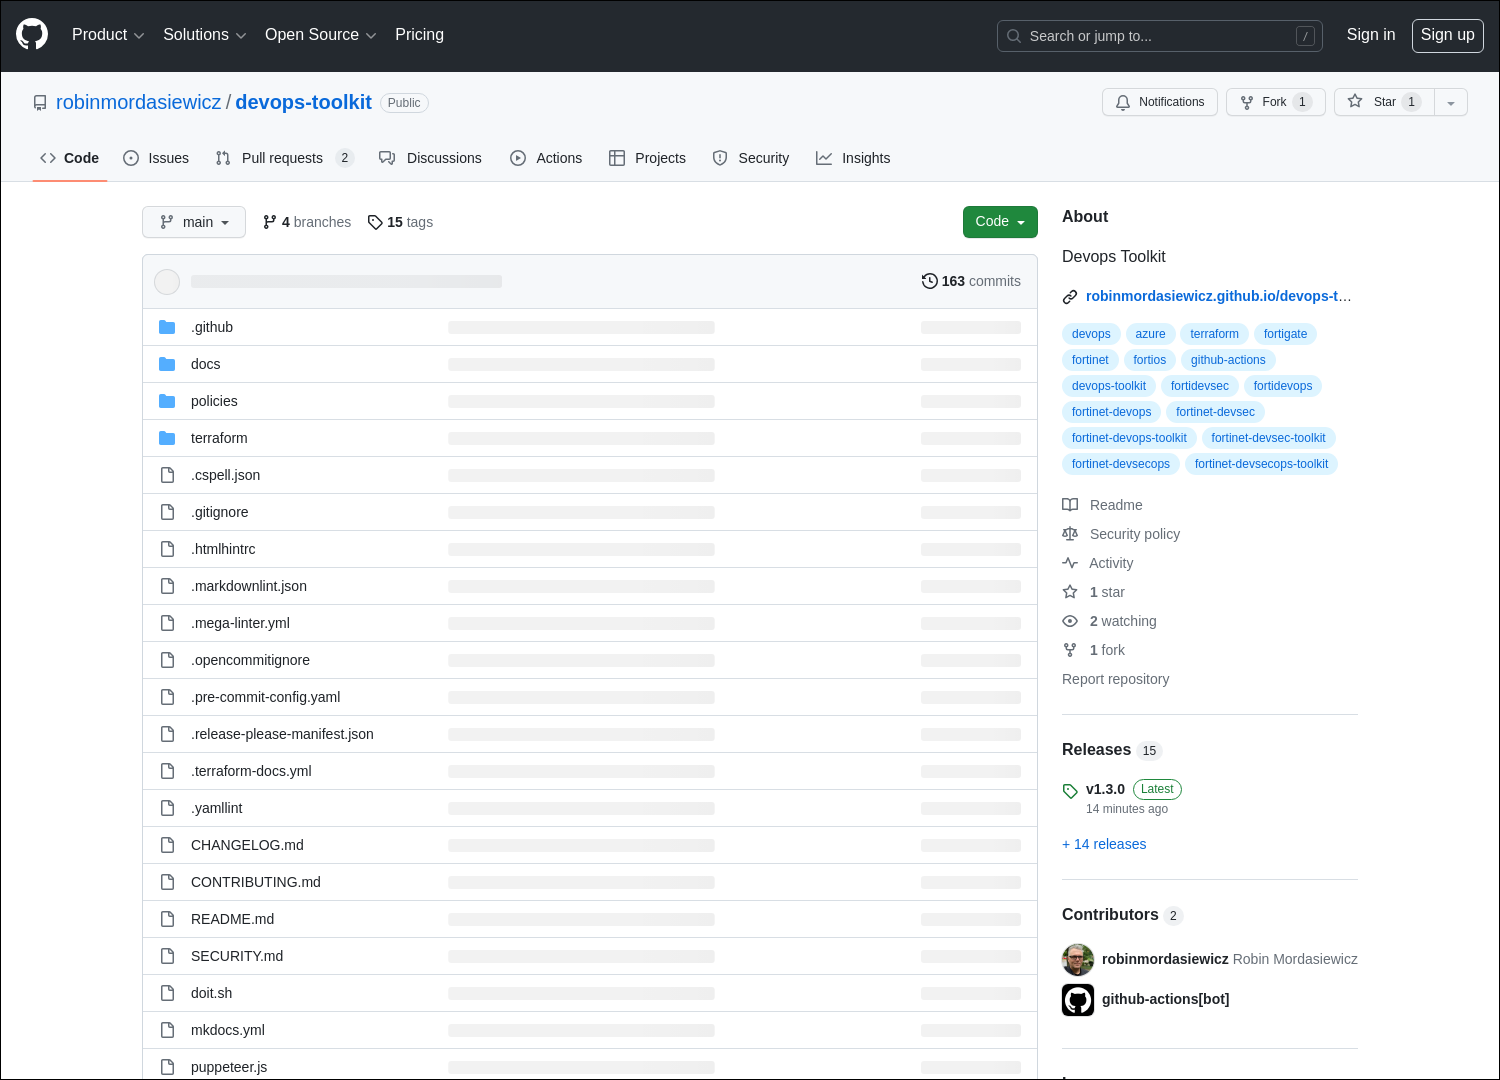 Product Solutions Open Source Pricing Search or jump to... / Sign in Sign up
robinmordasiewicz / devops-toolkit Public Notifications Fork 1 Star 1
Code Issues Pull requests 2 Discussions Actions Projects Security Insights
main 4 branches 15 tags Code
163 commits
.github
docs
policies
terraform
.cspell.json
.gitignore
.htmlhintrc
.markdownlint.json
.mega-linter.yml
.opencommitignore
.pre-commit-config.yaml
.release-please-manifest.json
.terraform-docs.yml
.yamllint
CHANGELOG.md
CONTRIBUTING.md
README.md
SECURITY.md
doit.sh
mkdocs.yml
puppeteer.js
About
Devops Toolkit
robinmordasiewicz.github.io/devops-t...
devops azure terraform fortigate
fortinet fortios github-actions
devops-toolkit fortidevsec fortidevops
fortinet-devops fortinet-devsec
fortinet-devops-toolkit fortinet-devsec-toolkit
fortinet-devsecops fortinet-devsecops-toolkit
Readme
Security policy
Activity
1 star
2 watching
1 fork
Report repository
Releases 15
v1.3.0 Latest
14 minutes ago
+ 14 releases
Contributors 2
robinmordasiewicz Robin Mordasiewicz
github-actions[bot]